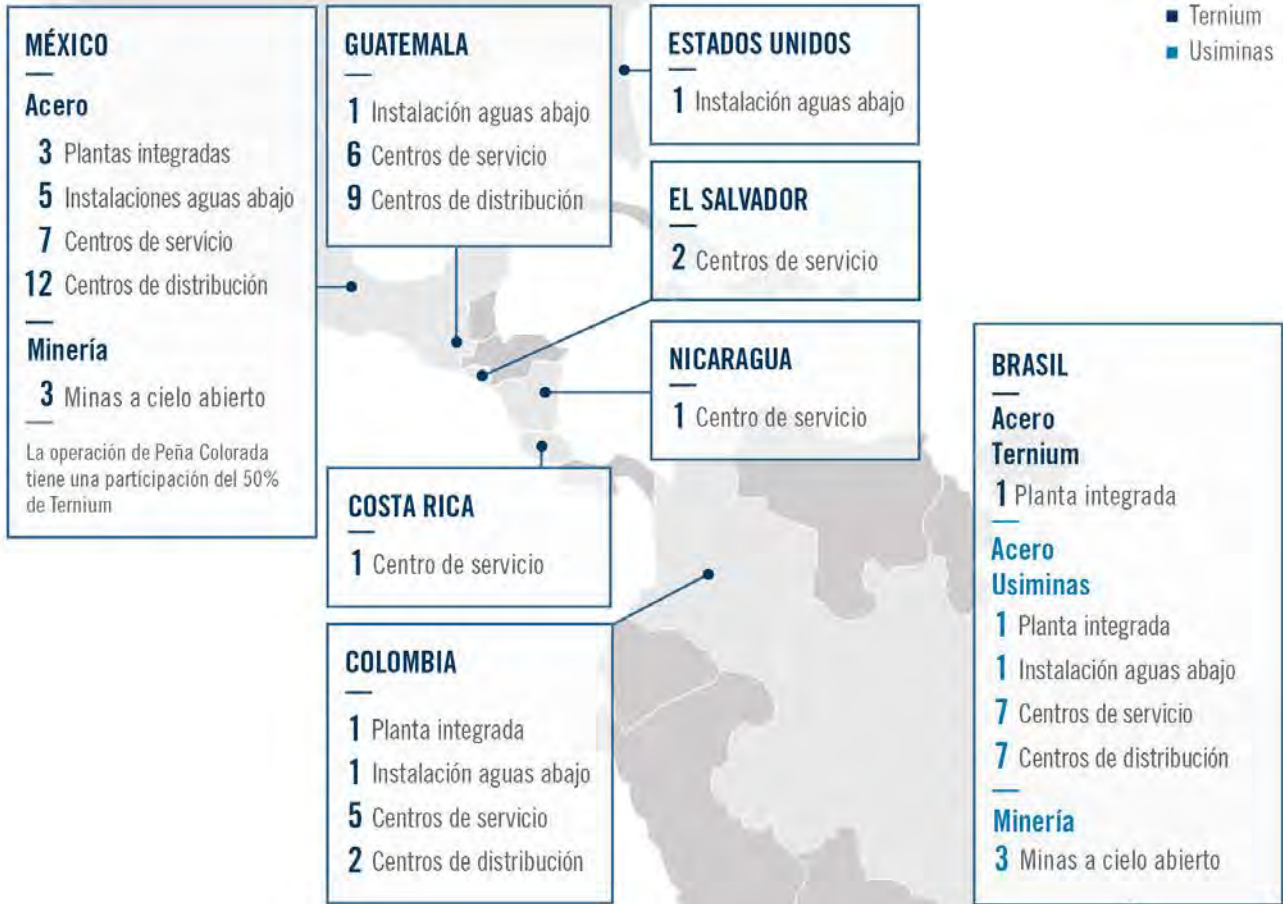 Ternium
Usiminas
MÉXICO
Acero
3 Plantas integradas
5 Instalaciones aguas abajo
7 Centros de servicio
12 Centros de distribución
Minería
3 Minas a cielo abierto
La operación de Peña Colorada
tiene una participación del 50%
de Ternium
GUATEMALA
1 Instalación aguas abajo
6 Centros de servicio
9 Centros de distribución
ESTADOS UNIDOS
1 Instalación aguas abajo
EL SALVADOR
2 Centros de servicio
NICARAGUA
1 Centro de servicio
COSTA RICA
1 Centro de servicio
COLOMBIA
1 Planta integrada
1 Instalación aguas abajo
5 Centros de servicio
2 Centros de distribución
BRASIL
Acero
Ternium
1 Planta integrada
Acero
Usiminas
1 Planta integrada
1 Instalación aguas abajo
7 Centros de servicio
7 Centros de distribución
Minería
3 Minas a cielo abierto